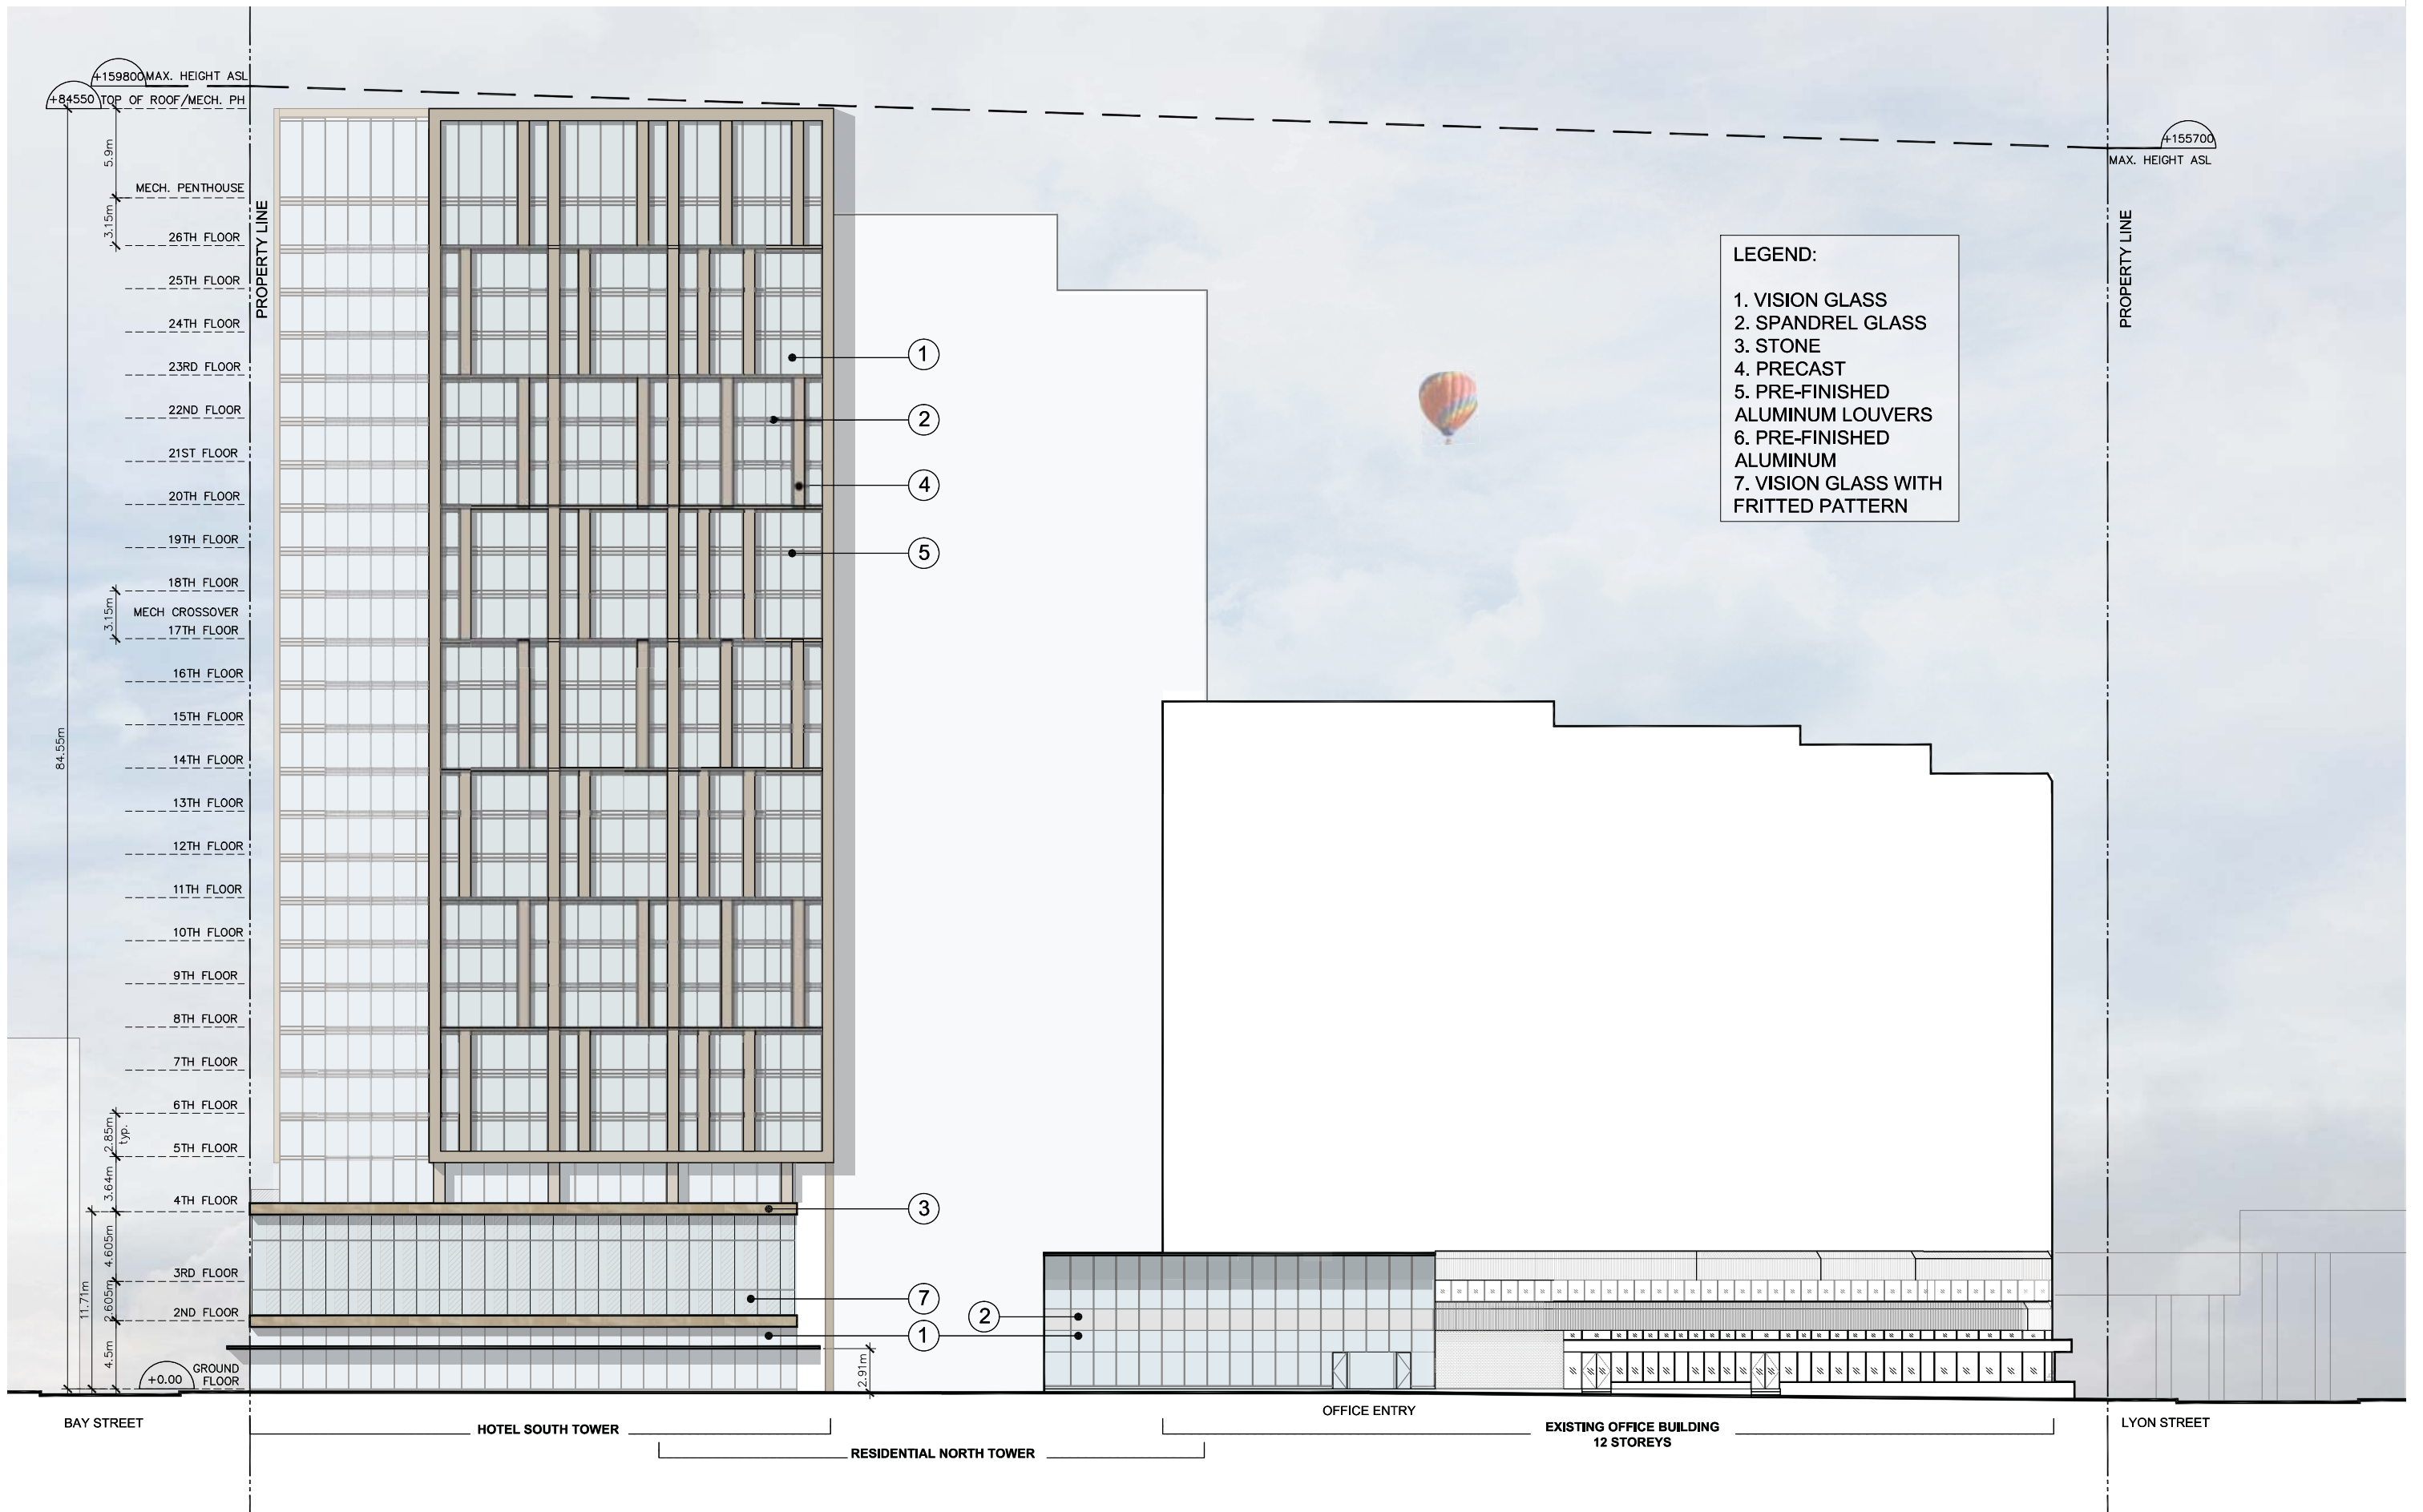 +159800 MAX. HEIGHT ASL
+84550 TOP OF ROOF/MECH. PH
5.9m
MECH. PENTHOUSE
3.15m
26TH FLOOR
25TH FLOOR
24TH FLOOR
23RD FLOOR
22ND FLOOR
21ST FLOOR
20TH FLOOR
19TH FLOOR
18TH FLOOR
3.15m
MECH CROSSOVER
17TH FLOOR
16TH FLOOR
15TH FLOOR
84.55m
14TH FLOOR
13TH FLOOR
12TH FLOOR
11TH FLOOR
10TH FLOOR
9TH FLOOR
8TH FLOOR
7TH FLOOR
6TH FLOOR
2.85m
typ.
5TH FLOOR
3.64m
4TH FLOOR
4.605m
3RD FLOOR
11.71m
2.605m
2ND FLOOR
4.5m
GROUND
FLOOR
+0.00
PROPERTY LINE
1
2
4
5
3
7
1
2
2.91m
+155700
MAX. HEIGHT ASL
PROPERTY LINE
LEGEND:
1. VISION GLASS
2. SPANDREL GLASS
3. STONE
4. PRECAST
5. PRE-FINISHED
ALUMINUM LOUVERS
6. PRE-FINISHED
ALUMINUM
7. VISION GLASS WITH
FRITTED PATTERN
BAY STREET
HOTEL SOUTH TOWER
RESIDENTIAL NORTH TOWER
OFFICE ENTRY
EXISTING OFFICE BUILDING
12 STOREYS
LYON STREET